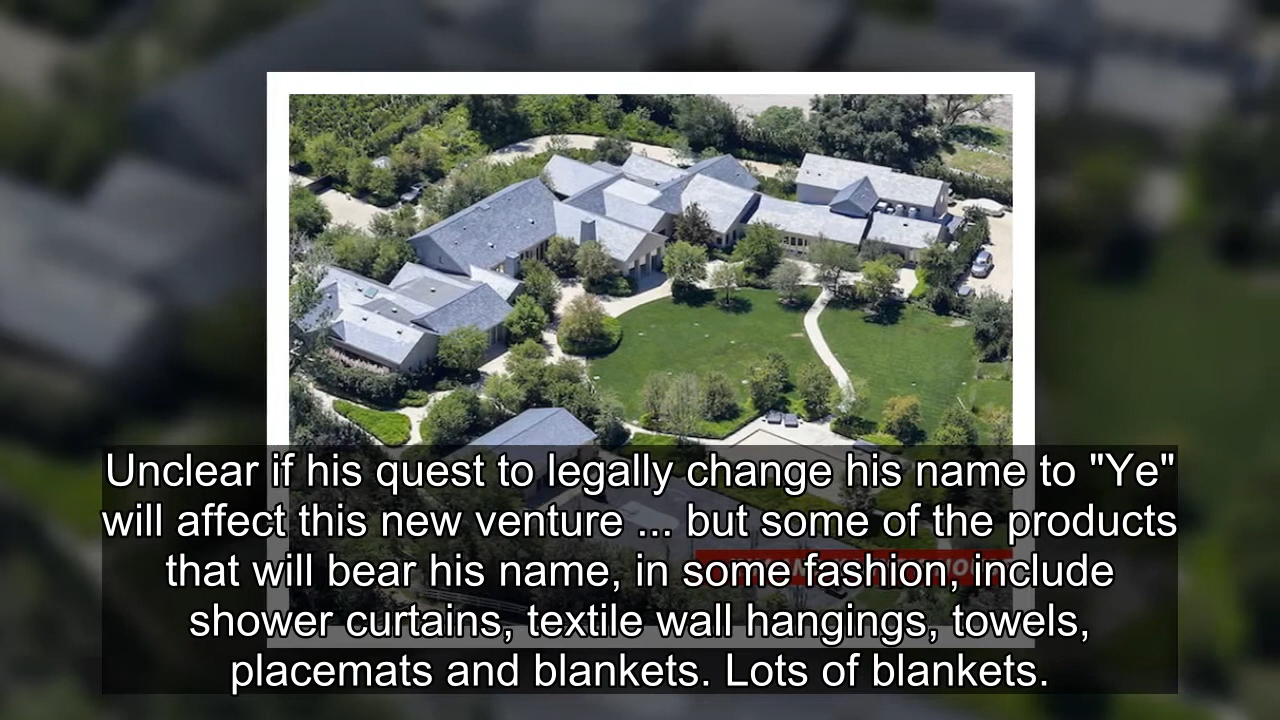 Unclear if his quest to legally change his name to "Ye"
will affect this new venture ... but some of the products
that will bear his name, in some fashion, include
shower curtains, textile wall hangings, towels,
placemats and blankets. Lots of blankets.